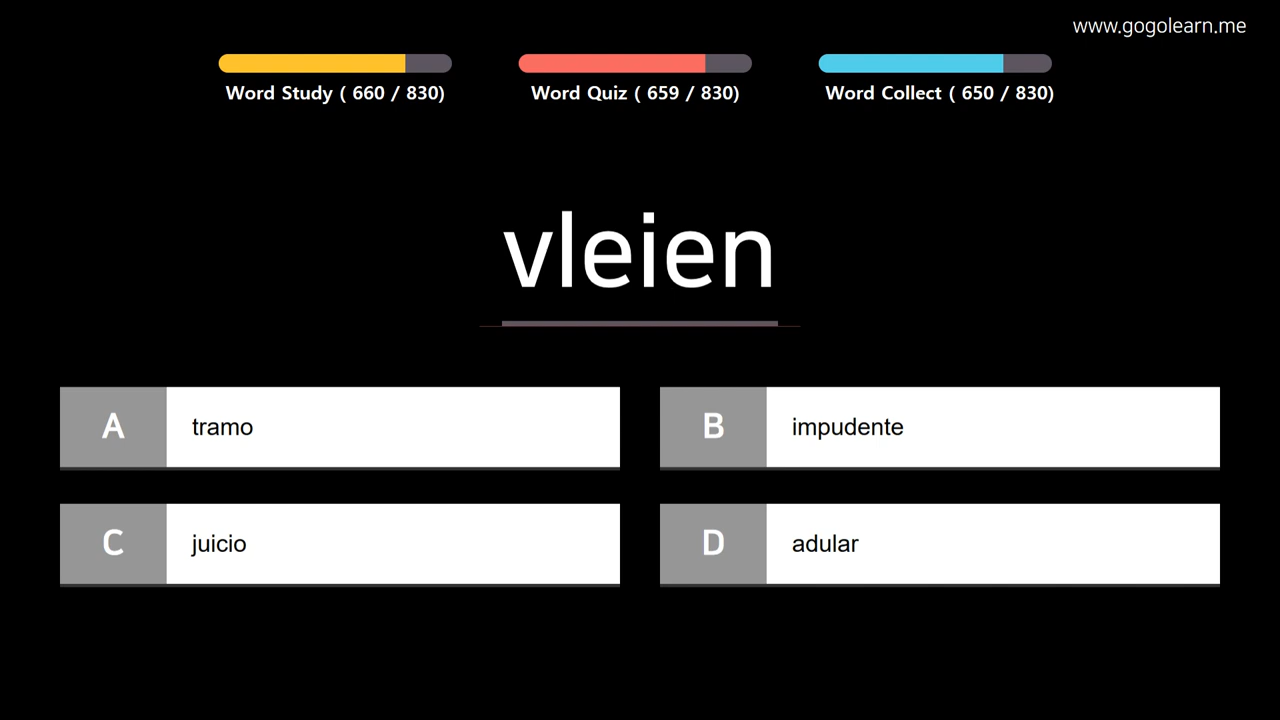 www.gogolearn.me
Word Study ( 660 / 830)
Word Quiz ( 659 / 830)
Word Collect ( 650 / 830)
vleien
A tramo
B impudente
C juicio
D adular